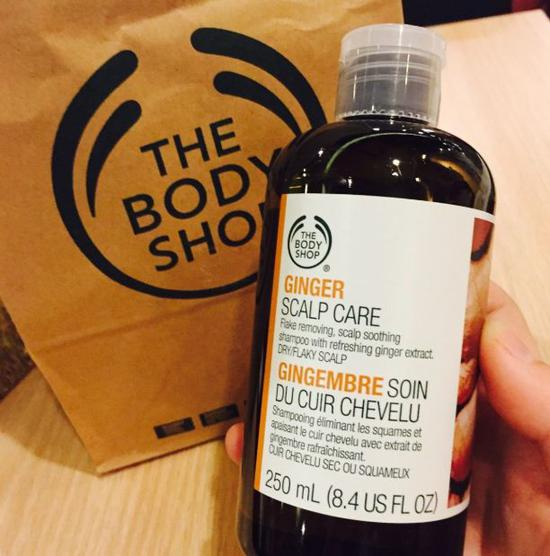 THE
BODY
SHOP
THE
BODY
SHOP
®
GINGER
SCALP CARE
Flake removing, scalp soothing
shampoo with refreshing ginger extract.
DRY/FLAKY SCALP
GINGEMBRE SOIN
DU CUIR CHEVELU
Shampooing éliminant les squames et
apaisant le cuir chevelu avec extrait de
gingembre rafraîchissant.
CUIR CHEVELU SEC OU SQUAMEUX
250 mL (8.4 US FL OZ)